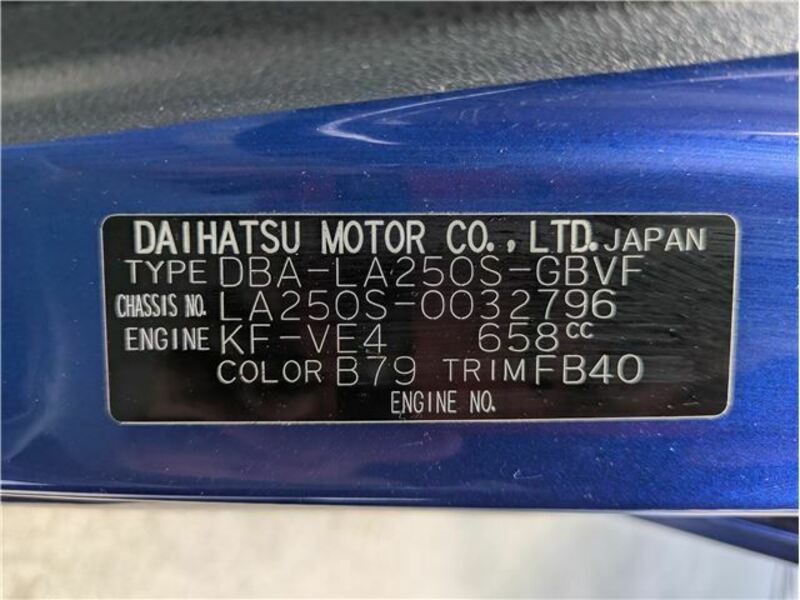 DAIHATSU MOTOR CO., LTD. JAPAN
TYPE DBA-LA250S-GBVF
CHASSIS NO. LA250S-0032796
ENGINE KF-VE4 658CC
COLOR B79 TRIM FB40
ENGINE NO.